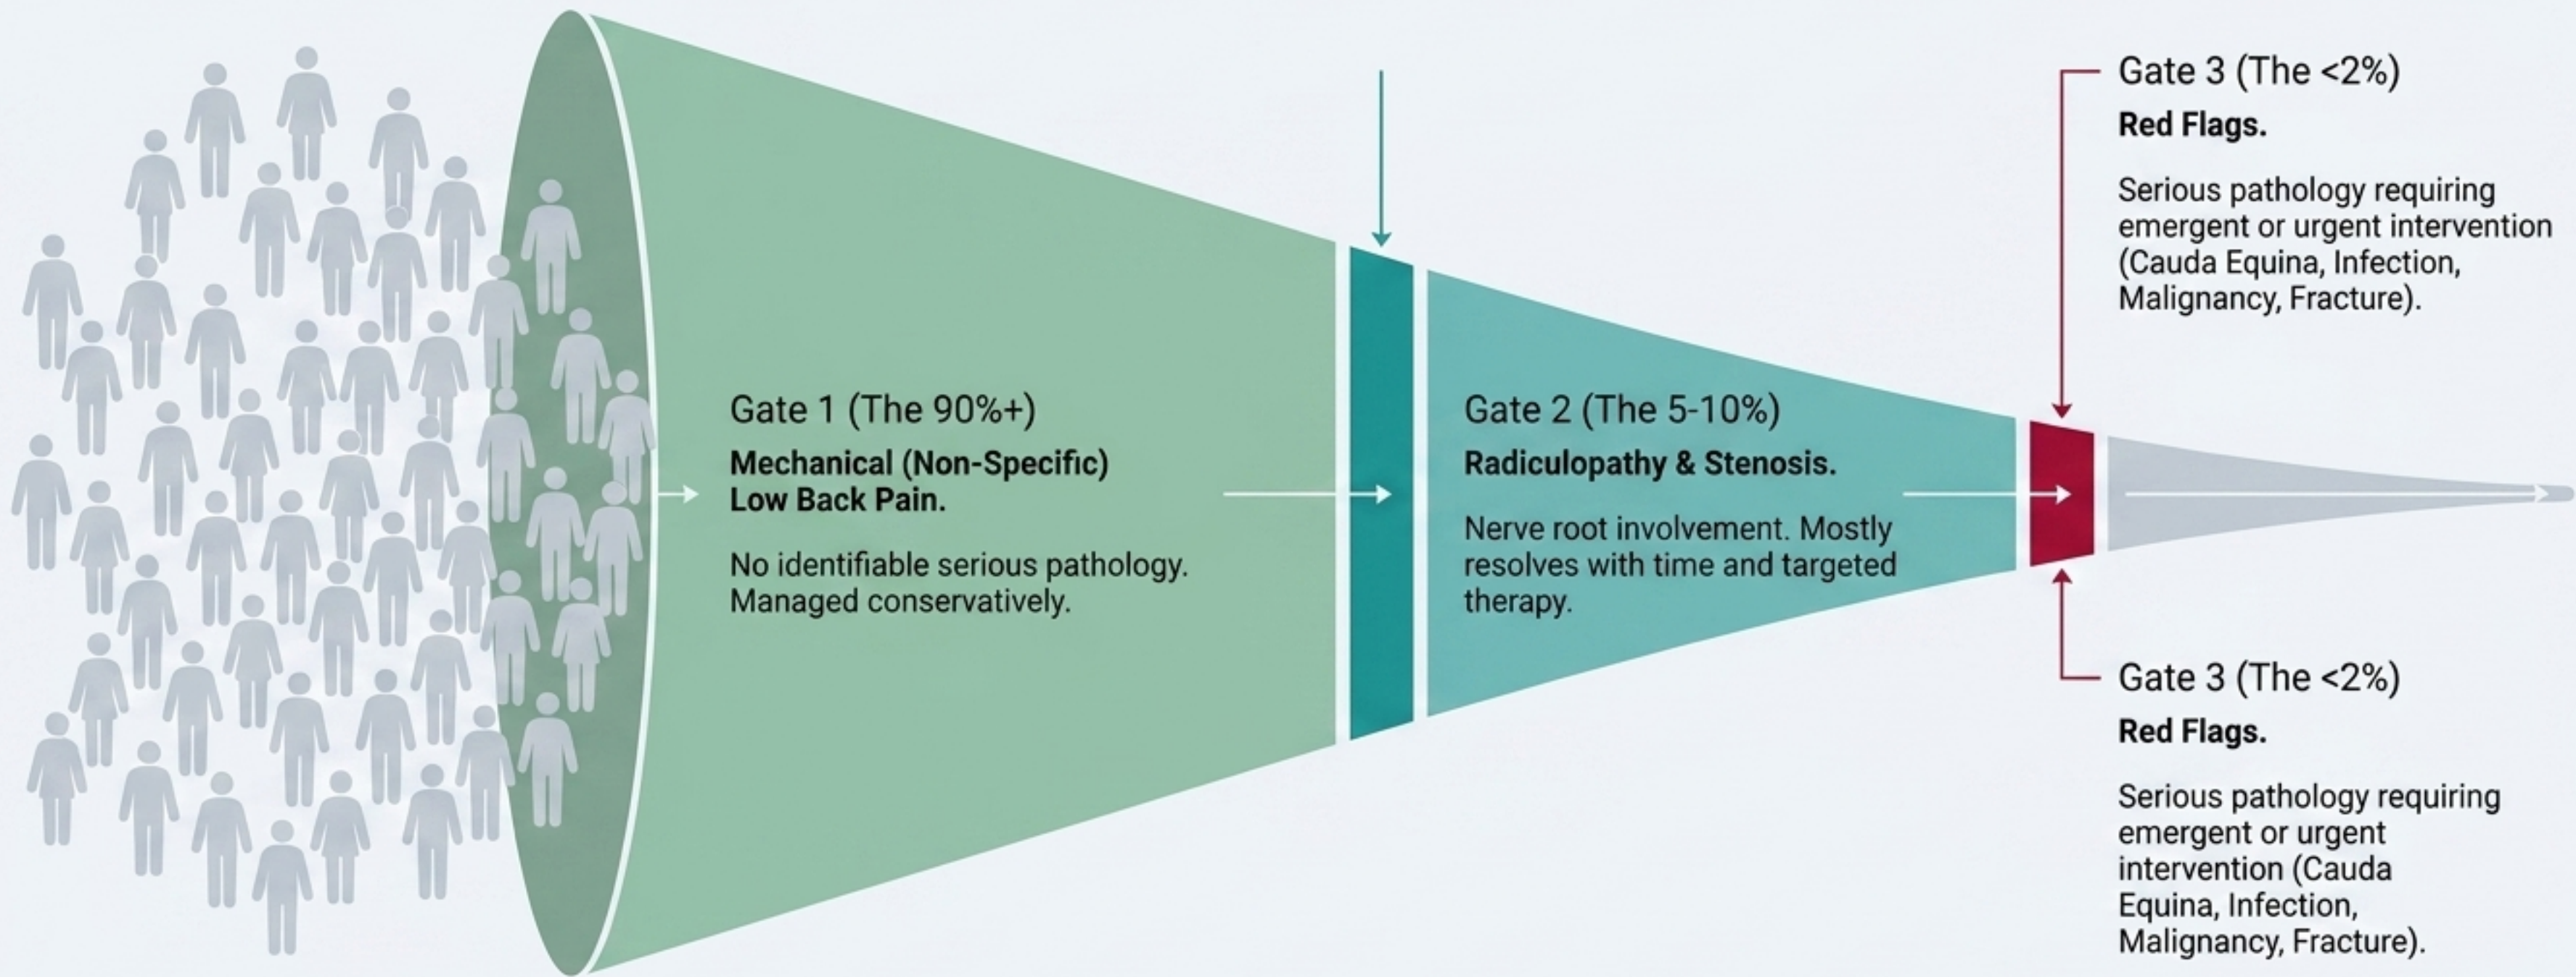 Gate 1 (The 90%+)
Mechanical (Non-Specific)
Low Back Pain.
No identifiable serious pathology.
Managed conservatively.
Gate 2 (The 5-10%)
Radiculopathy & Stenosis.
Nerve root involvement. Mostly
resolves with time and targeted
therapy.
Gate 3 (The <2%)
Red Flags.
Serious pathology requiring
emergent or urgent intervention
(Cauda Equina, Infection,
Malignancy, Fracture).
Gate 3 (The <2%)
Red Flags.
Serious pathology requiring
emergent or urgent
intervention (Cauda
Equina, Infection,
Malignancy, Fracture).